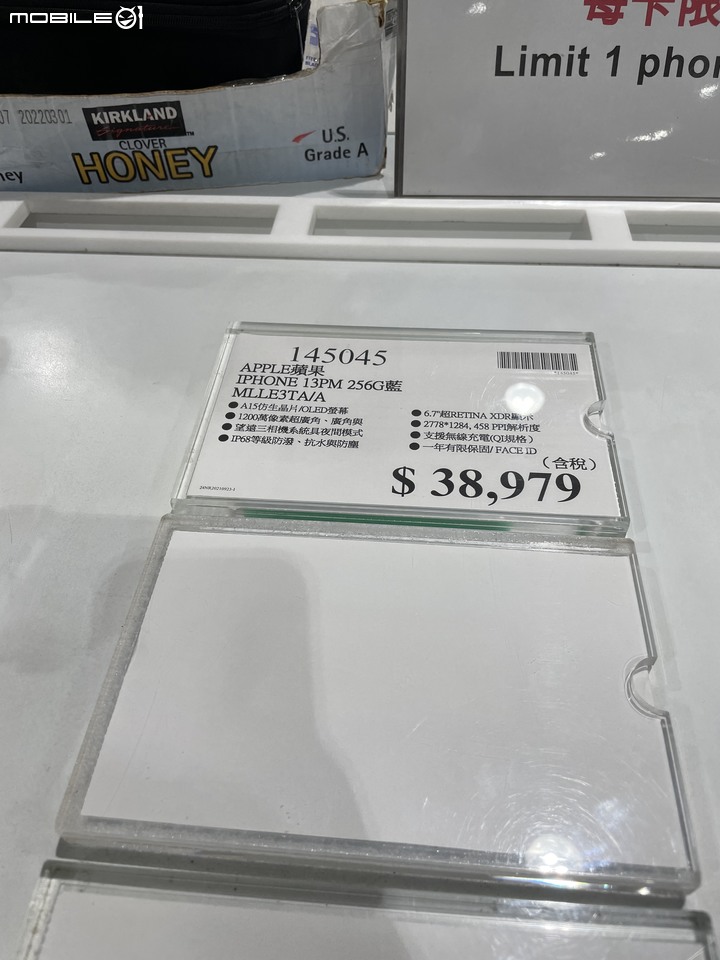 MOBILE01
每卡限
Limit 1 phon
07 20220301
KIRKLAND
Signature
™
CLOVER
HONEY
U.S.
Grade A
ney
145045
APPLE蘋果
IPHONE 13PM 256G藍
MLLE3TA/A
●A15仿生晶片/OLED螢幕
●1200萬像素超廣角、廣角與
●望遠三相機系統具夜間模式
●IP68等級防潑、抗水與防塵
●6.7"超RETINA XDR顯示
●2778*1284, 458 PPI解析度
●支援無線充電(QI規格)
●一年有限保固/ FACE ID
(含稅)
$ 38,979